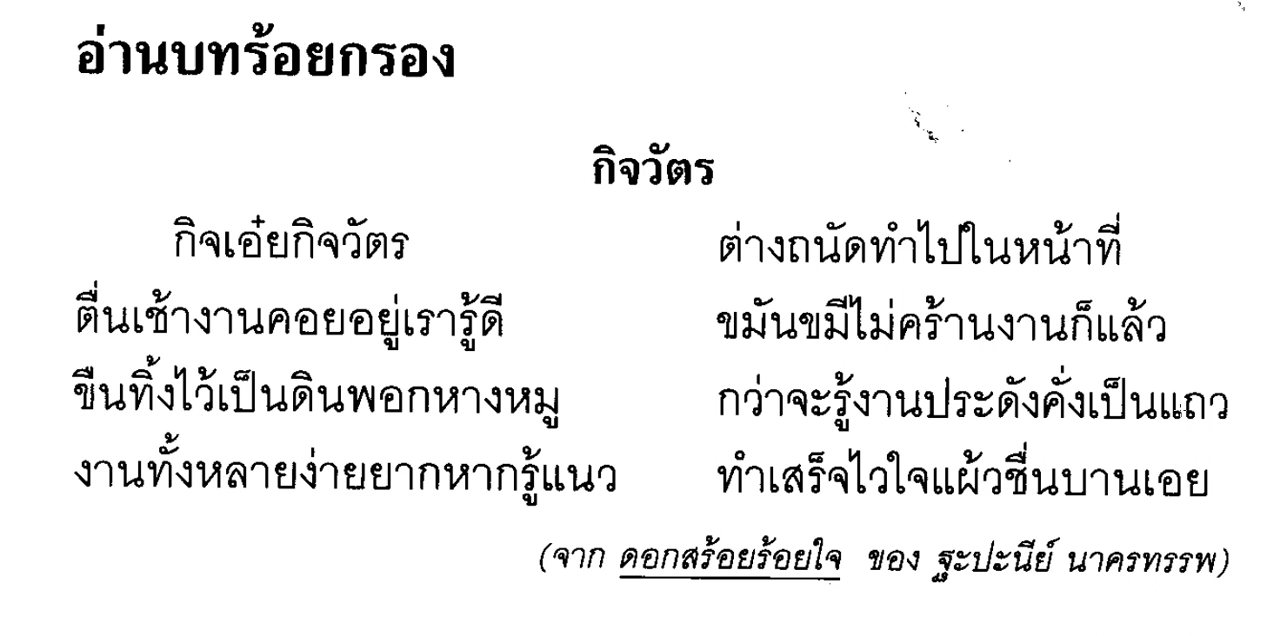 อ่านบทร้อยกรอง
กิจวัตร
กิจเอ๋ยกิจวัตร ต่างถนัดทำไปในหน้าที่
ตื่นเช้างานคอยอยู่เรารู้ดี ขมันขมีไม่คร้านงานก็แล้ว
ขืนทิ้งไว้เป็นดินพอกหางหมู กว่าจะรู้งานประดังคั่งเป็นแถว
งานทั้งหลายง่ายยากหากรู้แนว ทำเสร็จไวใจแผ้วชื่นบานเอย
(จาก ดอกสร้อยร้อยใจ ของ ฐะปะนีย์ นาครทรรพ)